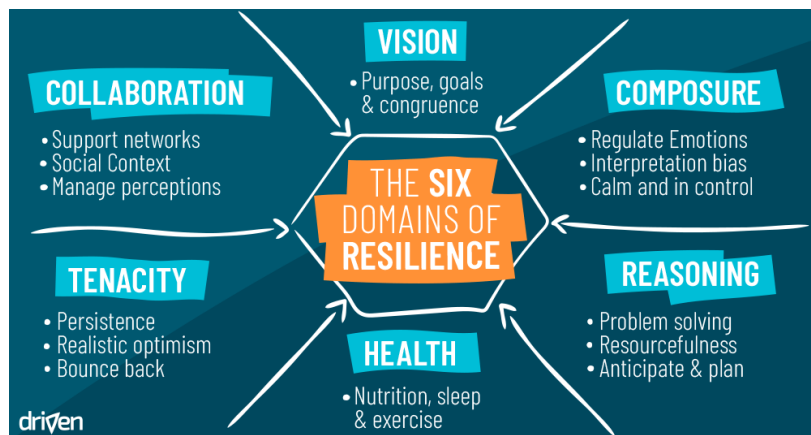 VISION
• Purpose, goals
& congruence
COLLABORATION
• Support networks
• Social Context
• Manage perceptions
COMPOSURE
• Regulate Emotions
• Interpretation bias
• Calm and in control
THE SIX
DOMAINS OF
RESILIENCE
TENACITY
• Persistence
• Realistic optimism
• Bounce back
REASONING
• Problem solving
• Resourcefulness
• Anticipate & plan
HEALTH
• Nutrition, sleep
& exercise
driven